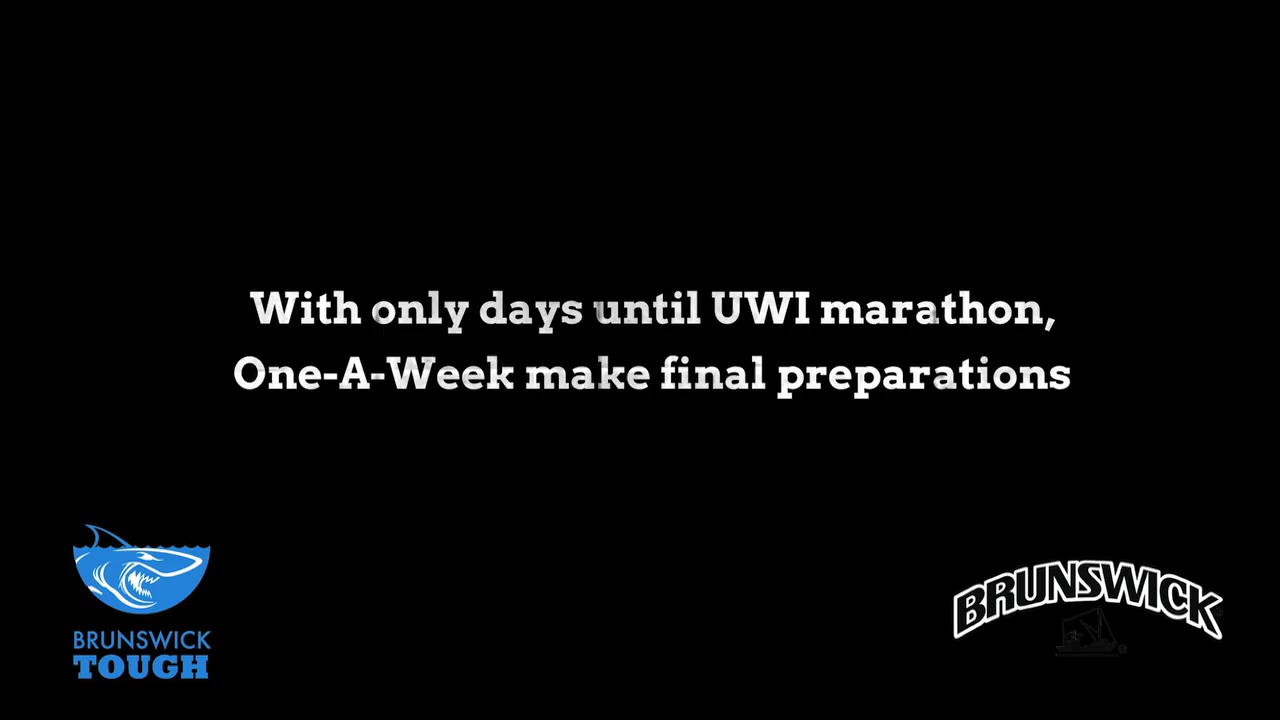 With only days until UWI marathon,
One-A-Week make final preparations
BRUNSWICK
TOUGH
BRUNSWICK